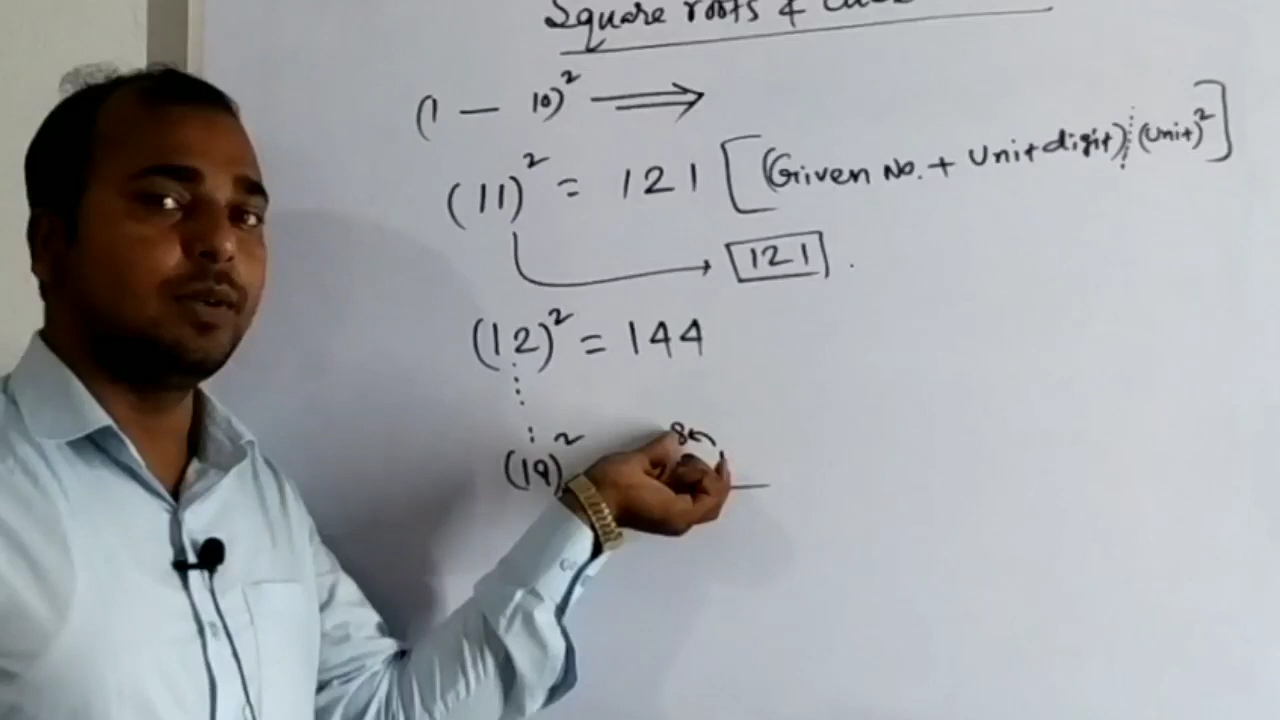 Square roots &
(1 — 10)² ⟹
(11)² = 121 [(Given No. + Unit digit) ⋮ (Unit)²]
121.
(12)² = 144
(19)²
8